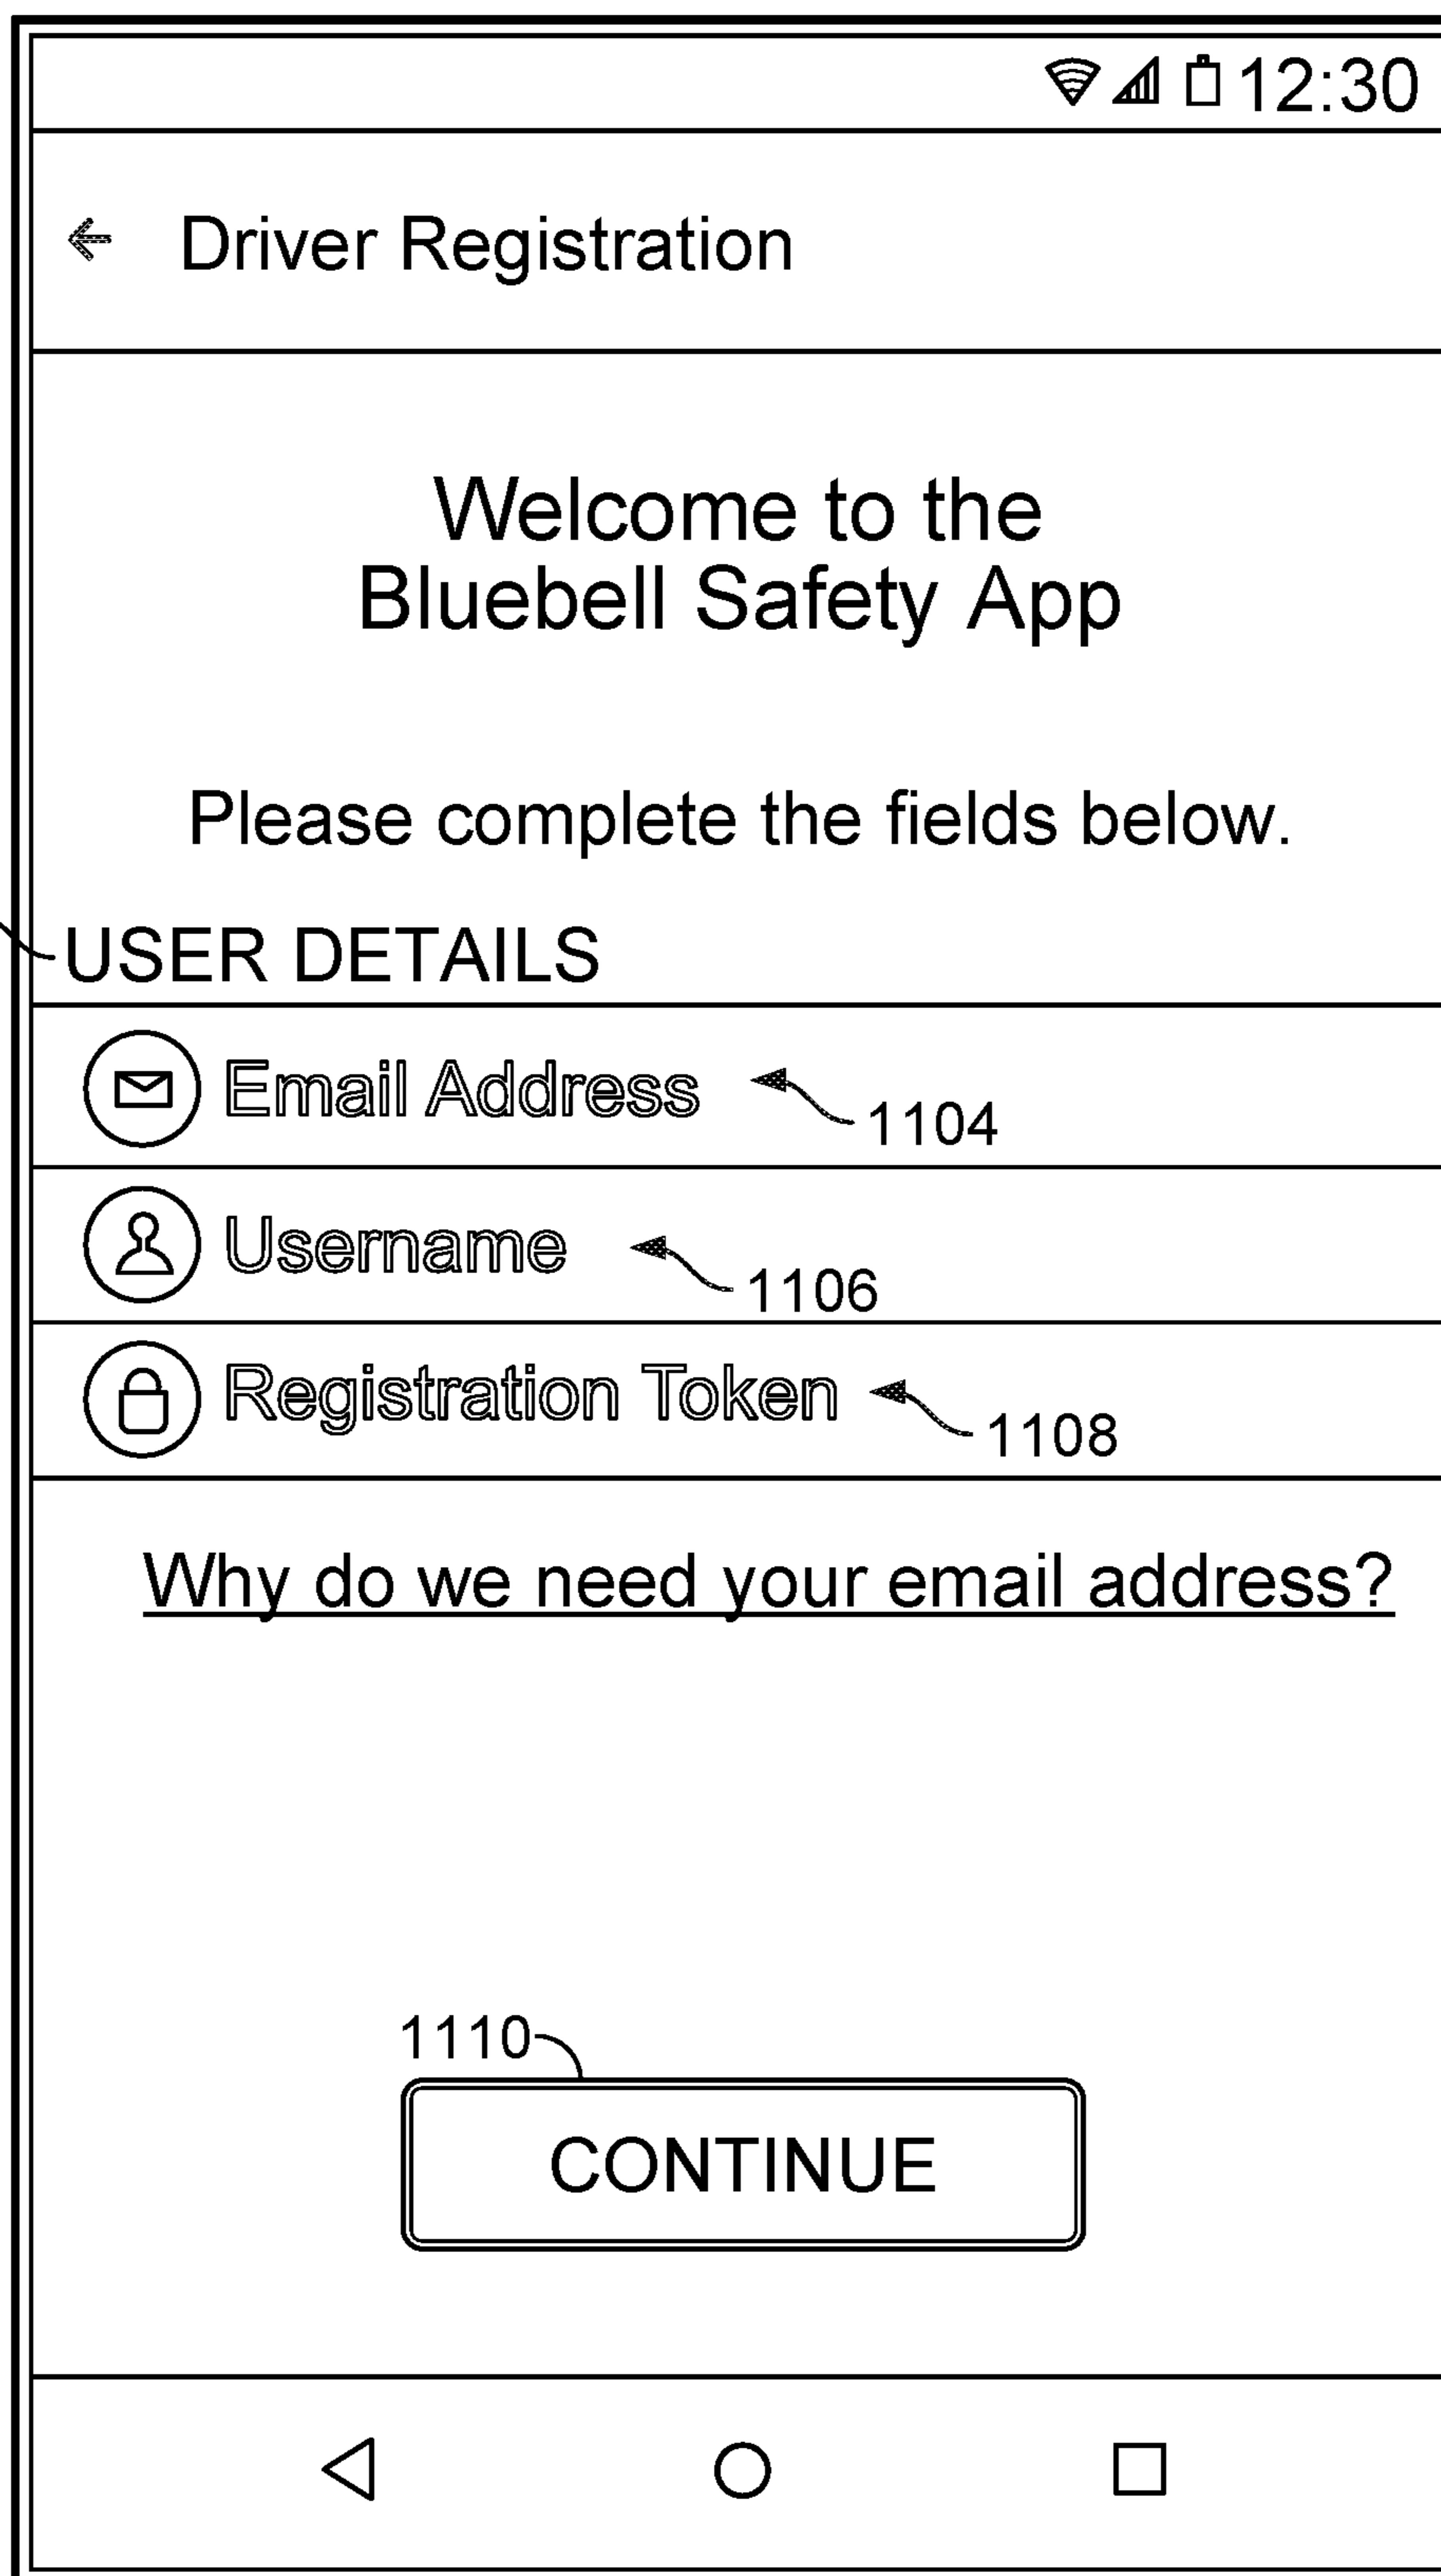 12:30
Driver Registration
Welcome to the
Bluebell Safety App
Please complete the fields below.
USER DETAILS
Email Address
1104
Username
1106
Registration Token
1108
Why do we need your email address?
1110
CONTINUE